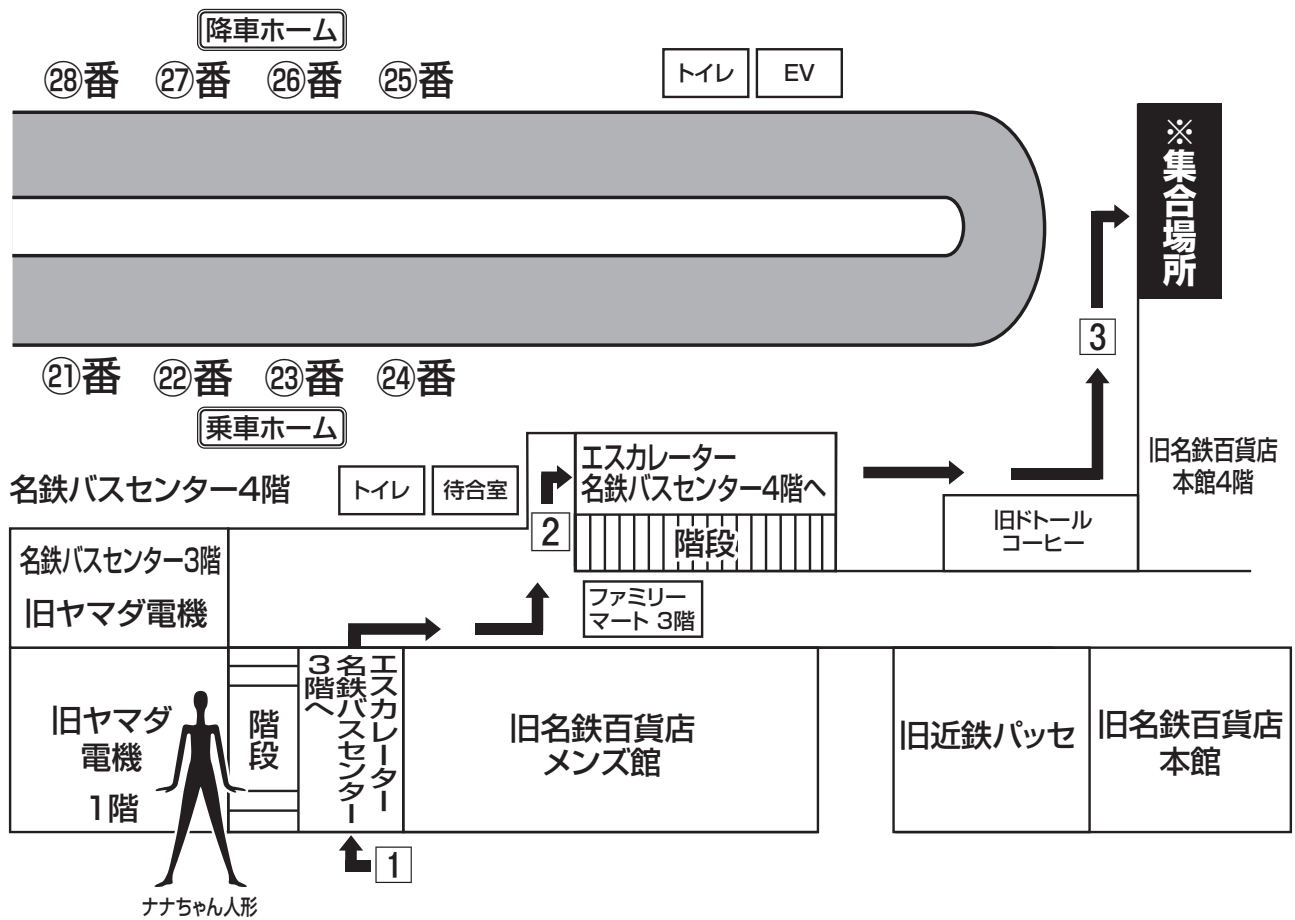 降車ホーム
㉘番 ㉗番 ㉖番 ㉕番
トイレ EV
※集合場所
3
㉑番 ㉒番 ㉓番 ㉔番
乗車ホーム
名鉄バスセンター4階
トイレ 待合室
2
エスカレーター
名鉄バスセンター4階へ
階段
旧名鉄百貨店
本館4階
旧ドトール
コーヒー
名鉄バスセンター3階
旧ヤマダ電機
ファミリー
マート 3階
旧ヤマダ
電機
1階
階段
エスカレーター
名鉄バスセンター
3階へ
旧名鉄百貨店
メンズ館
旧近鉄パッセ
旧名鉄百貨店
本館
1
ナナちゃん人形